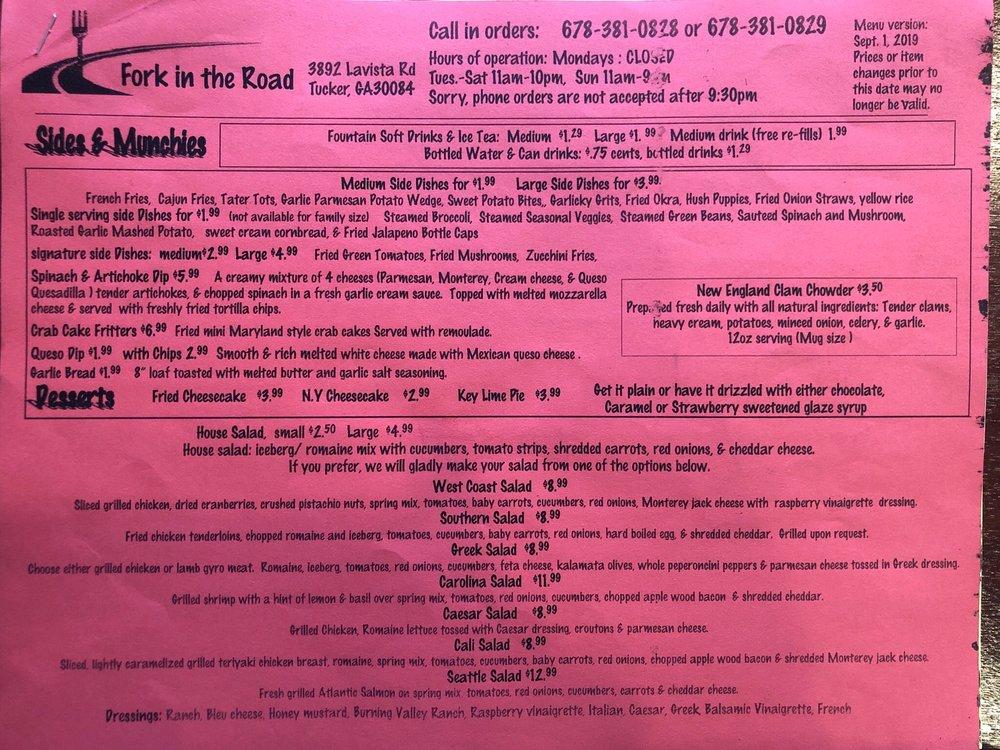 Fork in the Road
3892 Lavista Rd
Tucker, GA30084
Call in orders: 678-381-0828 or 678-381-0829
Hours of operation: Mondays : CLOSED
Tues.-Sat 11am-10pm, Sun 11am-
Sorry, phone orders are not accepted after 9:30pm
Menu version:
Sept. 1, 2019
Prices or item
changes prior to
this date may no
longer be valid.
Sides & Munchies
Fountain Soft Drinks & Ice Tea: Medium $1.29 Large $1.99 Medium drink (free re-fills) 1.99
Bottled Water & Can drinks: $.75 cents, bottled drinks $1.29
Medium Side Dishes for $1.99 Large Side Dishes for $3.99.
French Fries, Cajun Fries, Tater Tots, Garlic Parmesan Potato Wedge, Sweet Potato Bites,, Garlicky Grits, Fried Okra, Hush Puppies, Fried Onion Straws, yellow rice
Single serving side Dishes for $1.99 (not available for family size) Steamed Broccoli, Steamed Seasonal Veggies, Steamed Green Beans, Sauteed Spinach and Mushroom,
Roasted Garlic Mashed Potato, sweet cream cornbread, & Fried Jalapeno Bottle Caps
signature side Dishes: medium$2.99 Large $4.99 Fried Green Tomatoes, Fried Mushrooms, Zucchini Fries,
Spinach & Artichoke Dip $5.99 A creamy mixture of 4 cheeses (Parmesan, Monterey, Cream cheese, & Queso
Quesadilla ) tender artichokes, & chopped spinach in a fresh garlic cream sauce. Topped with melted mozzarella
cheese & served with freshly fried tortilla chips.
Crab Cake Fritters $6.99 Fried mini Maryland style crab cakes Served with remoulade.
Queso Dip $1.99 with Chips 2.99 Smooth & rich melted white cheese made with Mexican queso cheese .
Garlic Bread $1.99 8" loaf toasted with melted butter and garlic salt seasoning.
New England Clam Chowder $3.50
Prepared fresh daily with all natural ingredients: Tender clams,
heavy cream, potatoes, minced onion, celery, & garlic.
12oz serving (Mug size )
Desserts Fried Cheesecake $3.99 N.Y Cheesecake $2.99 Key Lime Pie $3.99
Get it plain or have it drizzled with either chocolate,
Caramel or Strawberry sweetened glaze syrup
House Salad, small $2.50 Large $4.99
House salad: iceberg/ romaine mix with cucumbers, tomato strips, shredded carrots, red onions, & cheddar cheese.
If you prefer, we will gladly make your salad from one of the options below.
West Coast Salad $8.99
Sliced grilled chicken, dried cranberries, crushed pistachio nuts, spring mix, tomatoes, baby carrots, cucumbers, red onions, Monterey jack cheese with raspberry vinaigrette dressing.
Southern Salad $8.99
Fried chicken tenderloins, chopped romaine and iceberg, tomatoes, cucumbers, baby carrots, red onions, hard boiled egg, & shredded cheddar. Grilled upon request.
Greek Salad $8.99
Choose either grilled chicken or lamb gyro meat. Romaine, iceberg, tomatoes, red onions, cucumbers, feta cheese, kalamata olives, whole peperoncini peppers & parmesan cheese tossed in Greek dressing.
Carolina Salad $11.99
Grilled shrimp with a hint of lemon & basil over spring mix, tomatoes, red onions, cucumbers, chopped apple wood bacon & shredded cheddar.
Caesar Salad $8.99
Grilled Chicken, Romaine lettuce tossed with Caesar dressing, croutons & parmesan cheese.
Cali Salad $8.99
Sliced, lightly caramelized grilled teriyaki chicken breast, romaine, spring mix, tomatoes, cucumbers, baby carrots, red onions, chopped apple wood bacon & shredded Monterey jack cheese.
Seattle Salad $12.99
Fresh grilled Atlantic Salmon on spring mix, tomatoes, red onions, cucumbers, carrots & cheddar cheese.
Dressings: Ranch, Bleu cheese, Honey mustard, Burning Valley Ranch, Raspberry vinaigrette, Italian, Caesar, Greek, Balsamic Vinaigrette, French